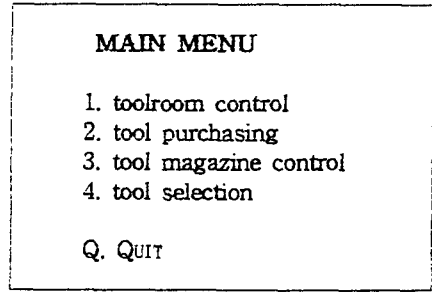 MAIN MENU
1. toolroom control
2. tool purchasing
3. tool magazine control
4. tool selection
Q. QUIT